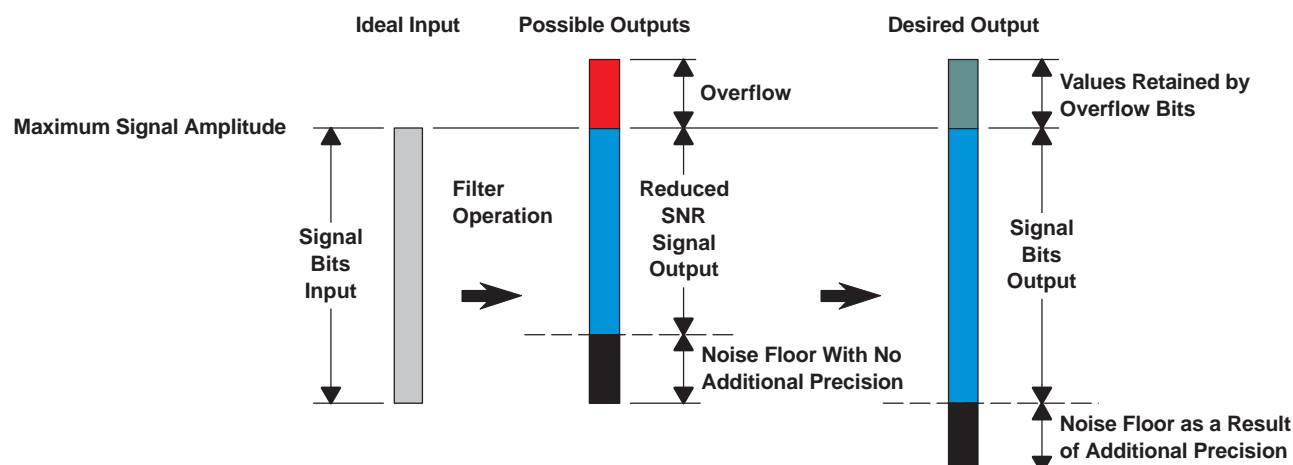 Ideal Input
Possible Outputs
Desired Output
Maximum Signal Amplitude
Overflow
Values Retained by
Overflow Bits
Filter
Operation
Signal
Bits
Input
Reduced
SNR
Signal
Output
Signal
Bits
Output
Noise Floor With No
Additional Precision
Noise Floor as a Result
of Additional Precision